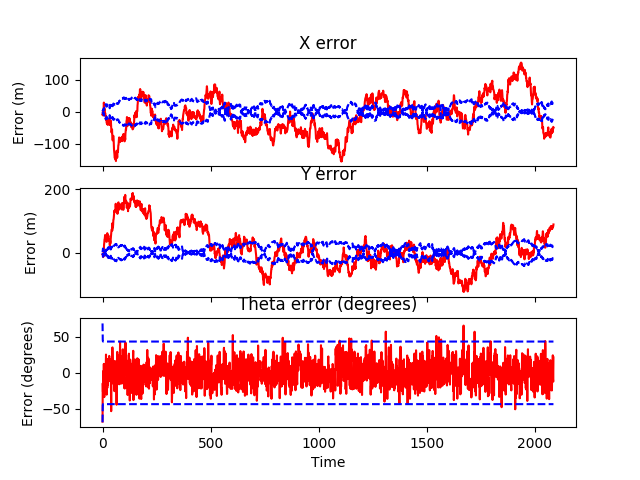 X error
100
0
−100
Error (m)
Y error
200
0
Error (m)
Theta error (degrees)
50
0
−50
Error (degrees)
0 500 1000 1500 2000
Time